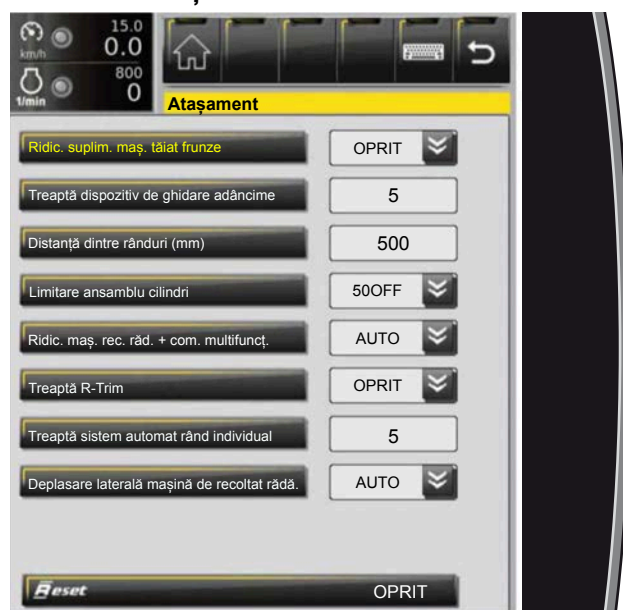 15.0
km/h 0.0
800
1/min 0
Atașament
Ridic. suplim. maș. tăiat frunze OPRIT
Treaptă dispozitiv de ghidare adâncime 5
Distanță dintre rânduri (mm) 500
Limitare ansamblu cilindri 50OFF
Ridic. maș. rec. răd. + com. multifuncț. AUTO
Treaptă R-Trim OPRIT
Treaptă sistem automat rând individual 5
Deplasare laterală mașină de recoltat rădă. AUTO
Reset OPRIT